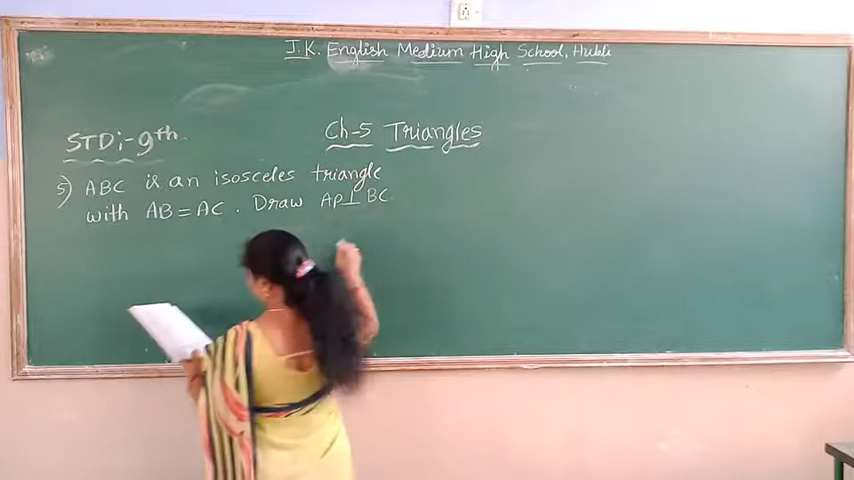 J.K. English Medium High School, Hubli
STD:-9th
Ch-5 Triangles
5) ABC is an isosceles triangle
with AB=AC. Draw AP⊥BC